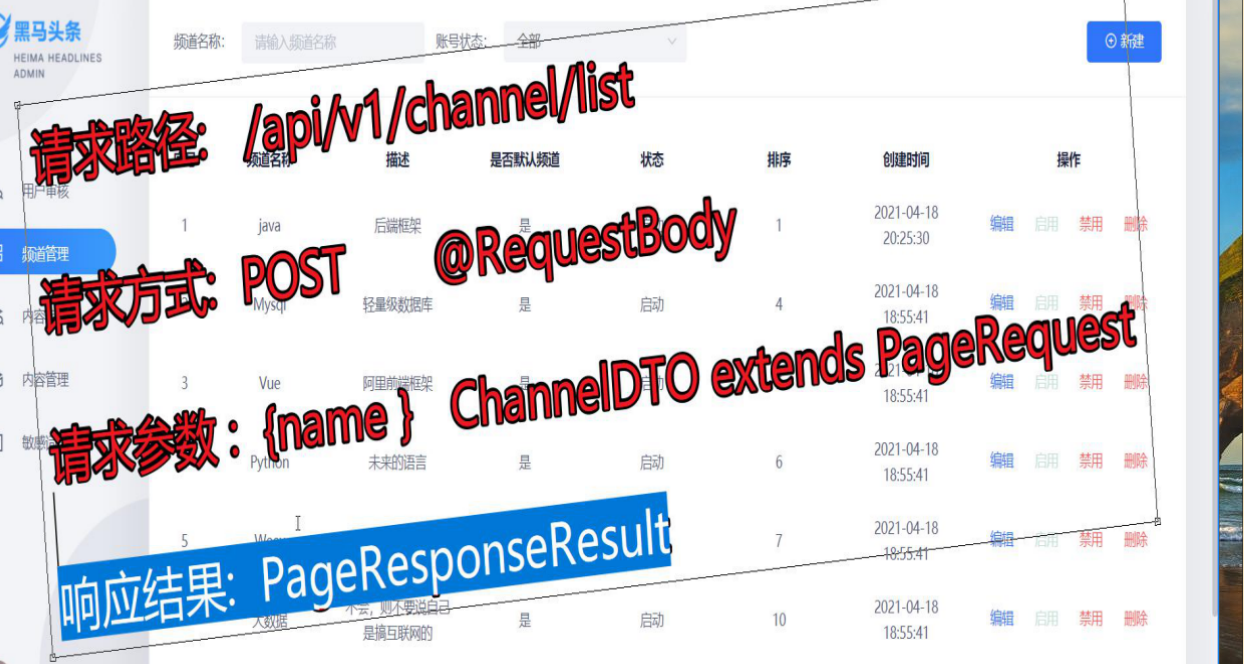 黑马头条
HEIMA HEADLINES
ADMIN
频道名称: 请输入频道名称 账号状态: 全部 新建
请求路径: /api/v1/channel/list
频道名称 描述 是否默认频道 状态 排序 创建时间 操作
用户审核
频道管理
1 java 后端框架 是 1 2021-04-18 20:25:30 编辑 启用 禁用 删除
请求方式: POST @RequestBody
Mysql 轻量级数据库 是 启动 4 2021-04-18 18:55:41 编辑 启用 禁用 删除
内容管理
3 Vue 阿里前端框架 是 启动 18:55:41 编辑 启用 禁用 删除
请求参数 : {name } ChannelDTO extends PageRequest
Python 未来的语言 是 启动 6 2021-04-18 18:55:41 编辑 启用 禁用 删除
5 7 2021-04-18 18:55:41 编辑 启用 禁用 删除
响应结果: PageResponseResult
大数据 不会，则不要说自己是搞互联网的 是 启动 10 2021-04-18 18:55:41 编辑 启用 禁用 删除